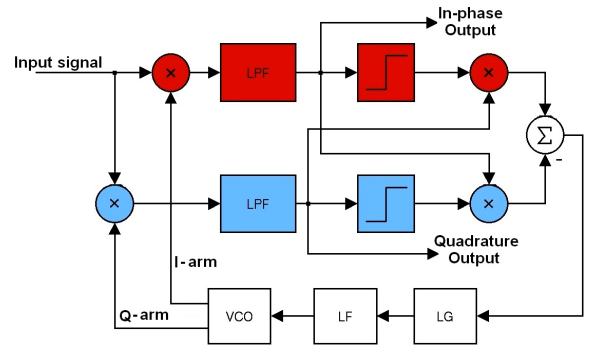 In-phase
Output
Input signal
×
LPF
×
Σ
-
×
LPF
×
Quadrature
Output
I-arm
Q-arm
VCO
LF
LG